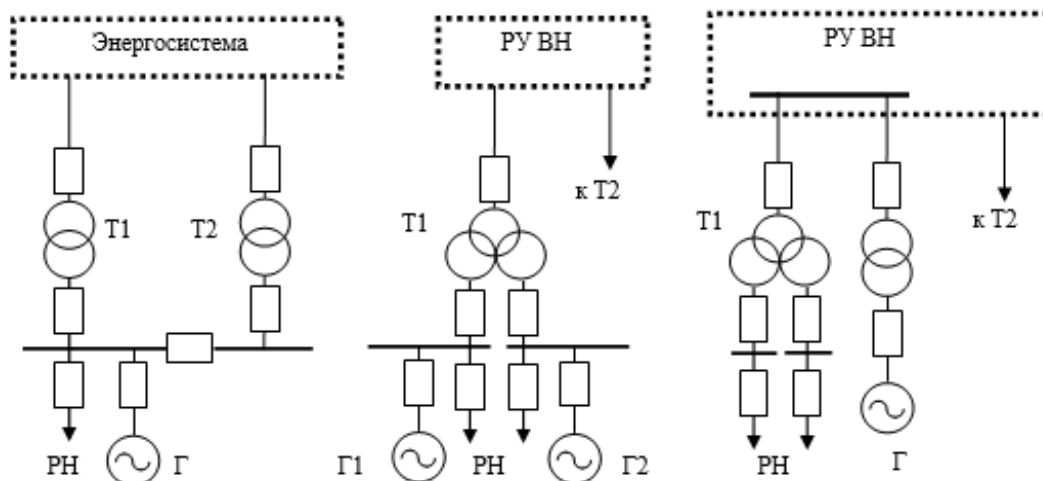 Энергосистема
Т1
Т2
РН
Г
РУ ВН
к Т2
Т1
Г1
РН
Г2
РУ ВН
Т1
к Т2
РН
Г